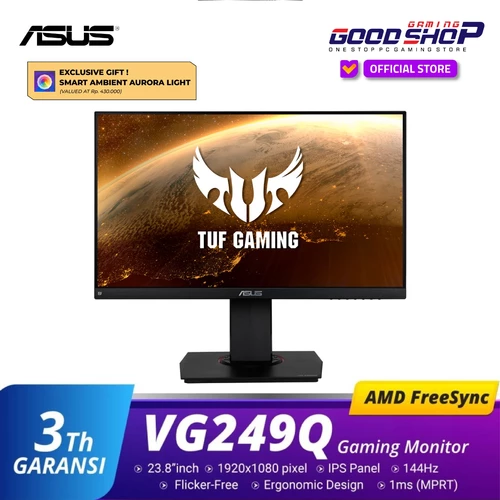 ASUS
GAMING
GOODSHOP
ONE STOP PC GAMING STORE
OFFICIAL STORE
EXCLUSIVE GIFT !
SMART AMBIENT AURORA LIGHT
(VALUED AT Rp. 430.000)
TUF GAMING
ASUS
AMD FreeSync
3Th
GARANSI
VG249Q Gaming Monitor
23.8"inch 1920x1080 pixel IPS Panel 144Hz
Flicker-Free Ergonomic Design 1ms (MPRT)